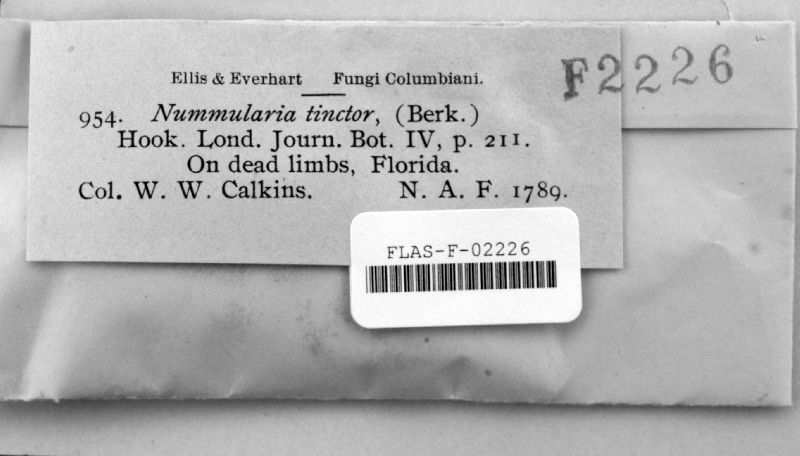 Ellis & Everhart Fungi Columbiani.
F2226
954. Nummularia tinctor, (Berk.)
Hook. Lond. Journ. Bot. IV, p. 211.
On dead limbs, Florida.
Col. W. W. Calkins. N. A. F. 1789.
FLAS-F-02226